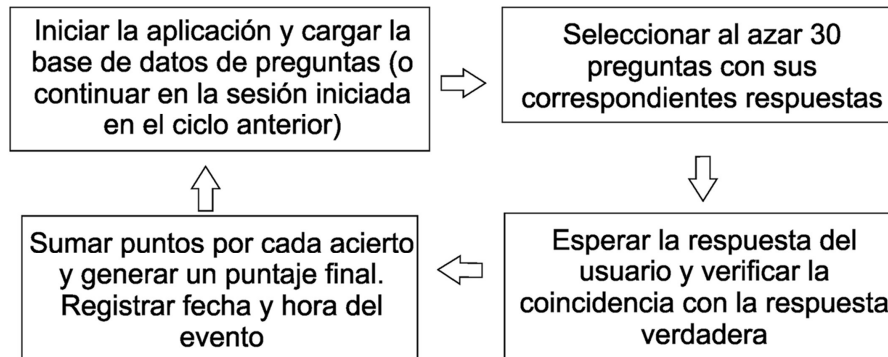 Iniciar la aplicación y cargar la
base de datos de preguntas (o
continuar en la sesión iniciada
en el ciclo anterior)
Seleccionar al azar 30
preguntas con sus
correspondientes respuestas
Esperar la respuesta del
usuario y verificar la
coincidencia con la respuesta
verdadera
Sumar puntos por cada acierto
y generar un puntaje final.
Registrar fecha y hora del
evento